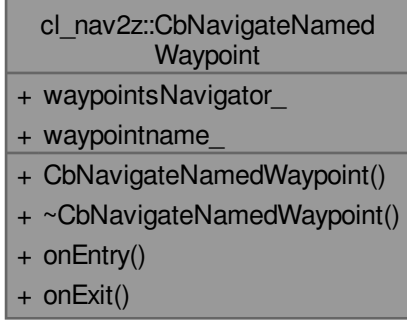 cl_nav2z::CbNavigateNamed
Waypoint
+ waypointsNavigator_
+ waypointname_
+ CbNavigateNamedWaypoint()
+ ~CbNavigateNamedWaypoint()
+ onEntry()
+ onExit()